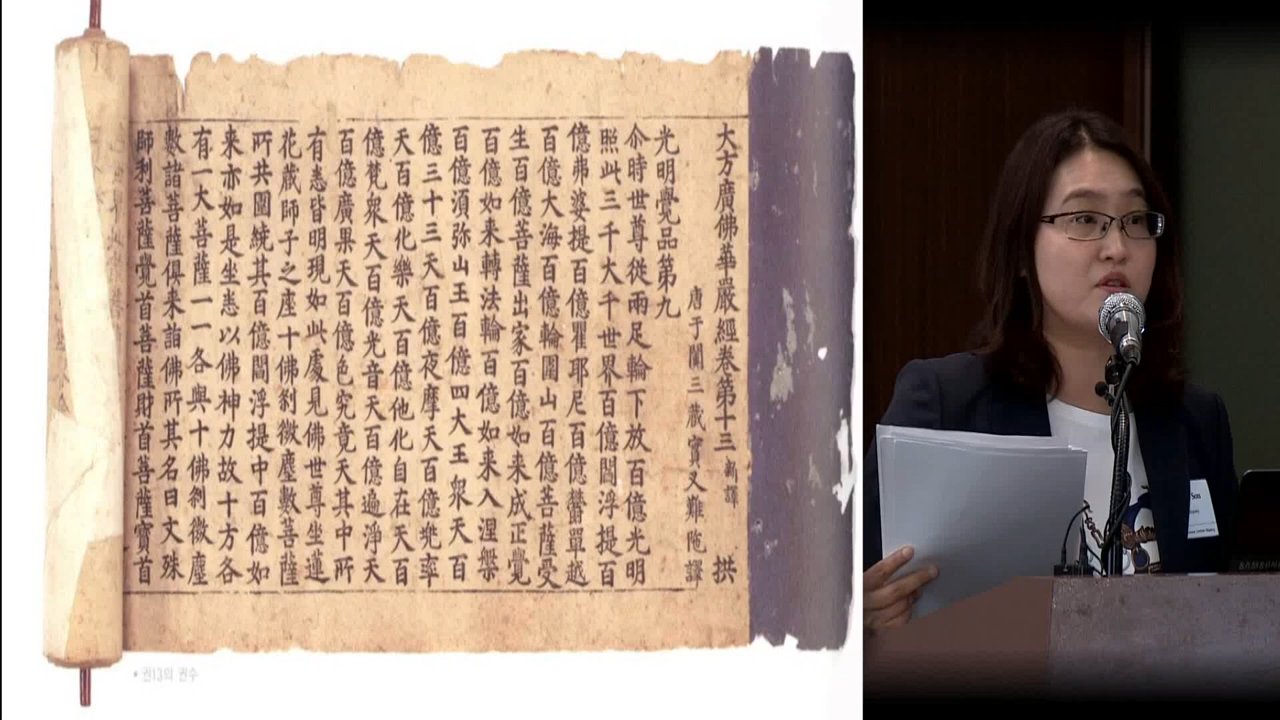 大方廣佛華嚴經卷第十三 新譯 拱
唐于闐三藏實叉難陁譯
光明覺品第九
尒時世尊從兩足輪下放百億光明
照此三千大千世界百億閻浮提百
億弗婆提百億瞿耶尼百億鬱單越
百億大海百億輪圍山百億菩薩受
生百億菩薩出家百億如来成正覺
百億如来轉法輪百億如来入涅槃
百億須弥山王百億四大王衆天百
億三十三天百億夜摩天百億兠率
天百億化樂天百億他化自在天百
億梵衆天百億光音天百億遍淨天
百億廣果天百億色究竟天其中所
有悉皆明現如此處見佛世尊坐蓮
花蔵師子之座十佛剎微塵數菩薩
所共圍繞其百億閻浮提中百億如
来亦如是坐悉以佛神力故十方各
有一大菩薩一一各與十佛剎微塵
數諸菩薩俱来詣佛所其名曰文殊
師利菩薩覺首菩薩財首菩薩寶首
• 권13의 권수
SAMSUNG